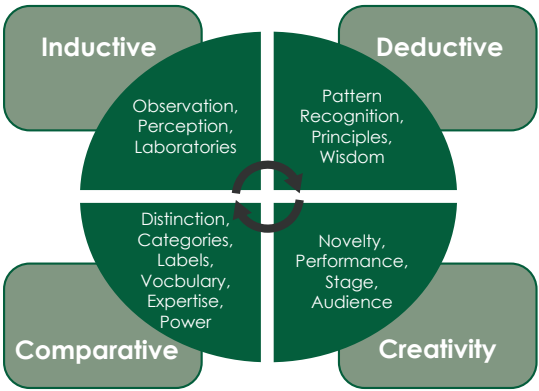 Inductive
Observation,
Perception,
Laboratories
Deductive
Pattern
Recognition,
Principles,
Wisdom
Distinction,
Categories,
Labels,
Vocbulary,
Expertise,
Power
Comparative
Novelty,
Performance,
Stage,
Audience
Creativity